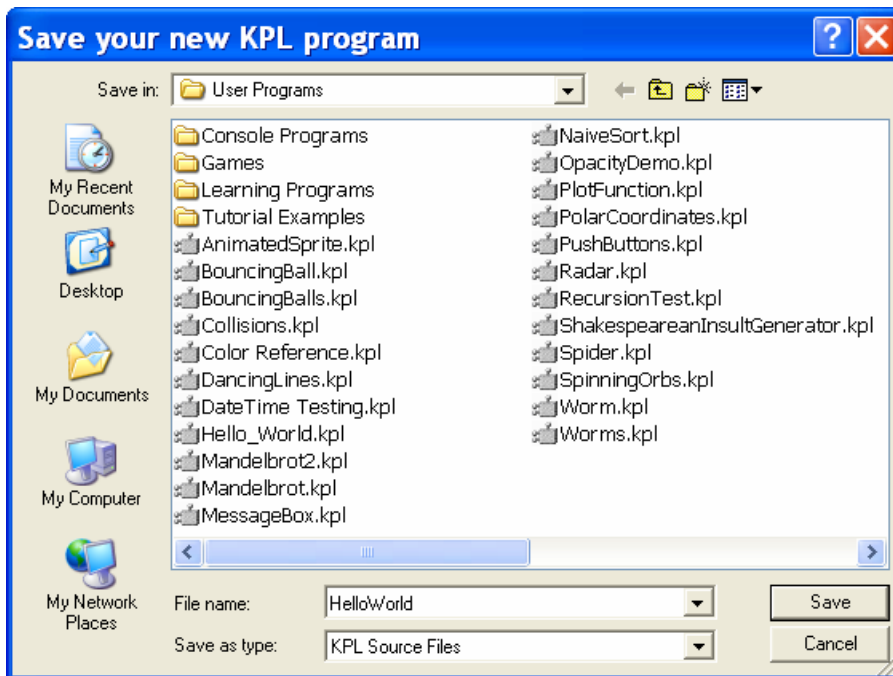 Save your new KPL program
Save in:
User Programs
My Recent
Documents
Desktop
My Documents
My Computer
My Network
Places
Console Programs
Games
Learning Programs
Tutorial Examples
AnimatedSprite.kpl
BouncingBall.kpl
BouncingBalls.kpl
Collisions.kpl
Color Reference.kpl
DancingLines.kpl
DateTime Testing.kpl
Hello_World.kpl
Mandelbrot2.kpl
Mandelbrot.kpl
MessageBox.kpl
NaiveSort.kpl
OpacityDemo.kpl
PlotFunction.kpl
PolarCoordinates.kpl
PushButtons.kpl
Radar.kpl
RecursionTest.kpl
ShakespeareanInsultGenerator.kpl
Spider.kpl
SpinningOrbs.kpl
Worm.kpl
Worms.kpl
File name:
HelloWorld
Save
Save as type:
KPL Source Files
Cancel